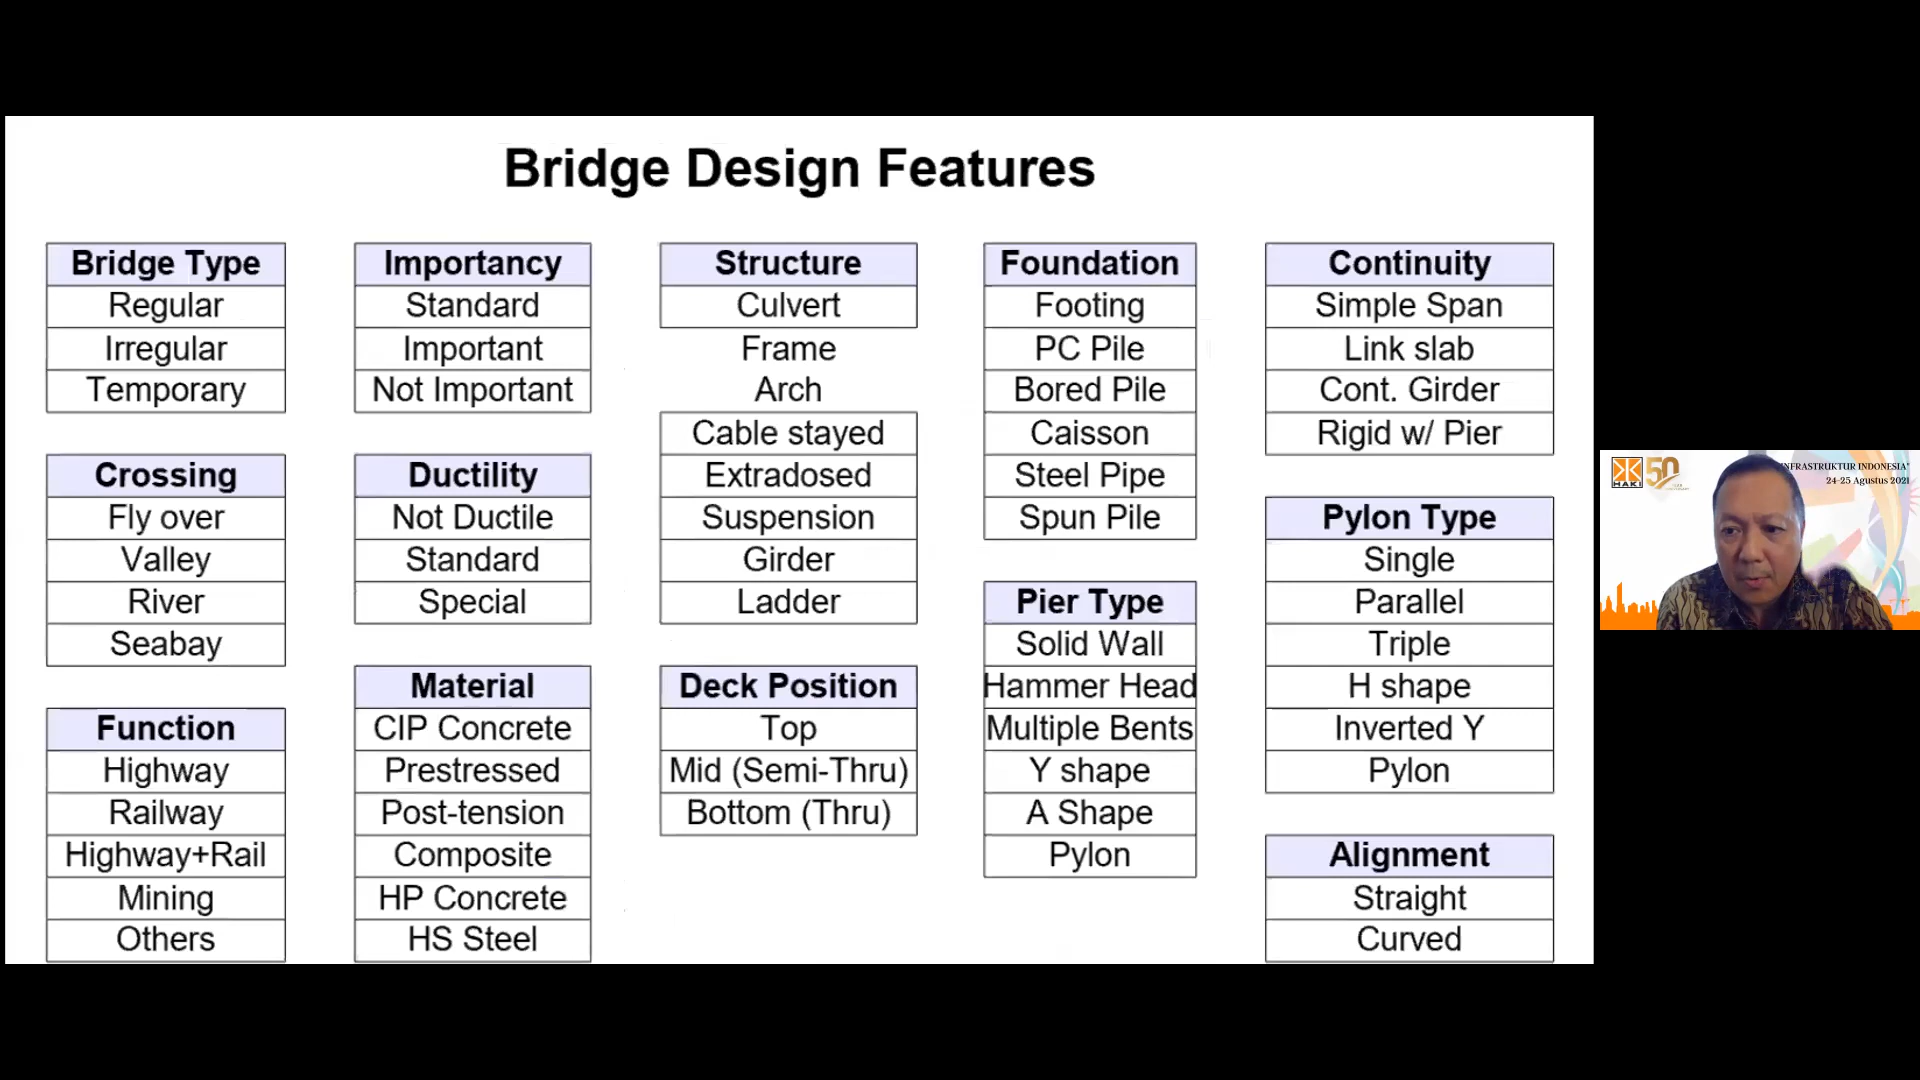 Bridge Design Features
Bridge Type
Regular
Irregular
Temporary
Crossing
Fly over
Valley
River
Seabay
Function
Highway
Railway
Highway+Rail
Mining
Others
Importancy
Standard
Important
Not Important
Ductility
Not Ductile
Standard
Special
Material
CIP Concrete
Prestressed
Post-tension
Composite
HP Concrete
HS Steel
Structure
Culvert
Frame
Arch
Cable stayed
Extradosed
Suspension
Girder
Ladder
Deck Position
Top
Mid (Semi-Thru)
Bottom (Thru)
Foundation
Footing
PC Pile
Bored Pile
Caisson
Steel Pipe
Spun Pile
Pier Type
Solid Wall
Hammer Head
Multiple Bents
Y shape
A Shape
Pylon
Continuity
Simple Span
Link slab
Cont. Girder
Rigid w/ Pier
Pylon Type
Single
Parallel
Triple
H shape
Inverted Y
Pylon
Alignment
Straight
Curved
HAKI
50
INFRASTRUKTUR INDONESIA"
24-25 Agustus 2021